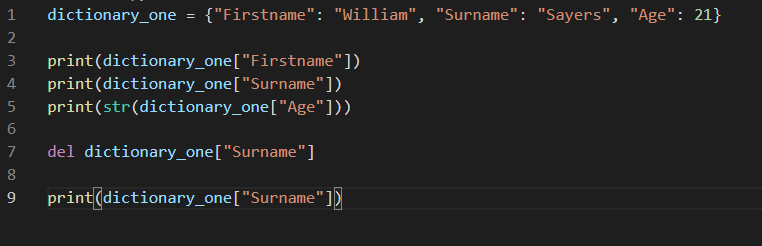 1 dictionary_one = {"Firstname": "William", "Surname": "Sayers", "Age": 21}
2
3 print(dictionary_one["Firstname"])
4 print(dictionary_one["Surname"])
5 print(str(dictionary_one["Age"]))
6
7 del dictionary_one["Surname"]
8
9 print(dictionary_one["Surname"])